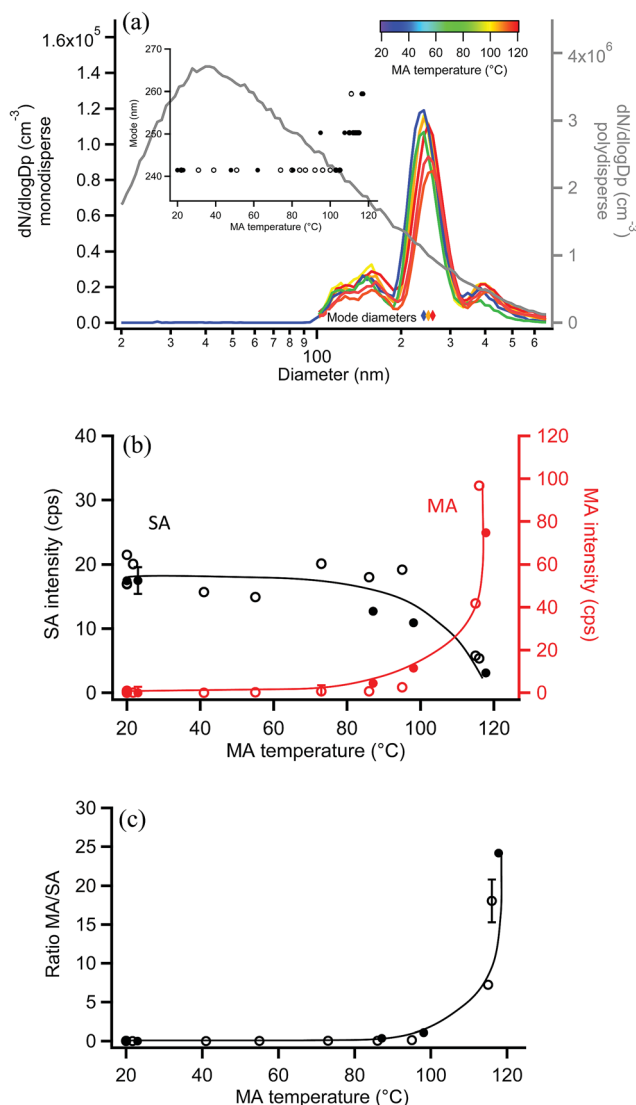 (a)
1.6x10⁵
1.2
1.0
0.8
0.6
0.4
0.2
0.0
dN/dlogDp (cm⁻³)
monodisperse
270
260
250
240
Mode (nm)
20 40 60 80 100 120
MA temperature (°C)
20 40 60 80 100 120
MA temperature (°C)
4x10⁶
3
2
1
0
dN/dlogDp (cm⁻³)
polydisperse
Mode diameters
2 3 4 5 6 7 8 9 100 2 3 4 5 6
Diameter (nm)
(b)
40
30
20
10
0
SA intensity (cps)
SA
MA
120
100
80
60
40
20
0
MA intensity (cps)
20 40 60 80 100 120
MA temperature (°C)
(c)
30
25
20
15
10
5
0
Ratio MA/SA
20 40 60 80 100 120
MA temperature (°C)